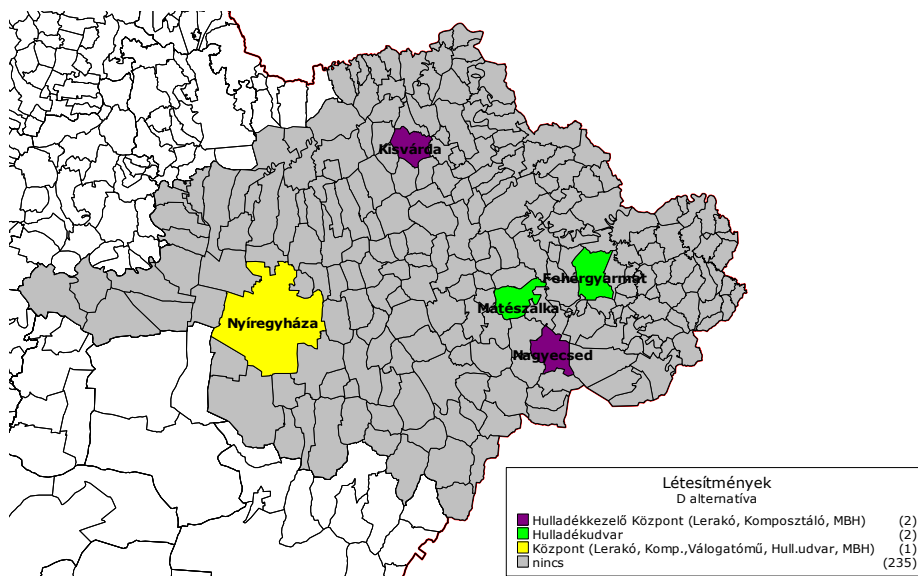 Kisvárda
Fehérgyarmat
Mátészalka
Nyíregyháza
Nagyecsed
Létesítmények
D alternatíva
Hulladékkezelő Központ (Lerakó, Komposztáló, MBH) (2)
Hulladékudvar (2)
Központ (Lerakó, Komp.,Válogatómű, Hull.udvar, MBH) (1)
nincs (235)